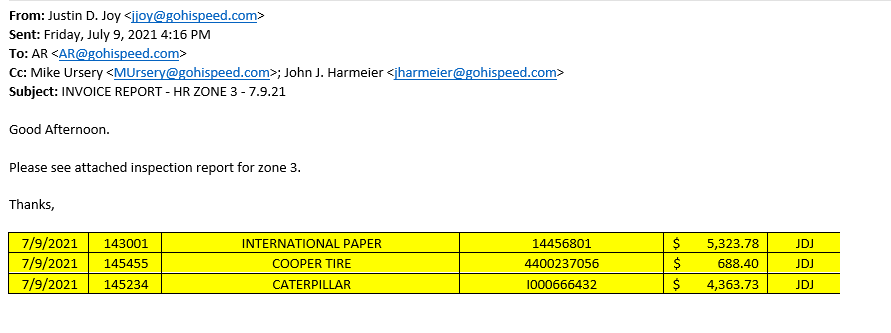 From: Justin D. Joy <jjoy@gohispeed.com>
Sent: Friday, July 9, 2021 4:16 PM
To: AR <AR@gohispeed.com>
Cc: Mike Ursery <MUrsery@gohispeed.com>; John J. Harmeier <jharmeier@gohispeed.com>
Subject: INVOICE REPORT - HR ZONE 3 - 7.9.21
Good Afternoon.
Please see attached inspection report for zone 3.
Thanks,
7/9/2021 143001 INTERNATIONAL PAPER 14456801 $ 5,323.78 JDJ
7/9/2021 145455 COOPER TIRE 4400237056 $ 688.40 JDJ
7/9/2021 145234 CATERPILLAR I000666432 $ 4,363.73 JDJ